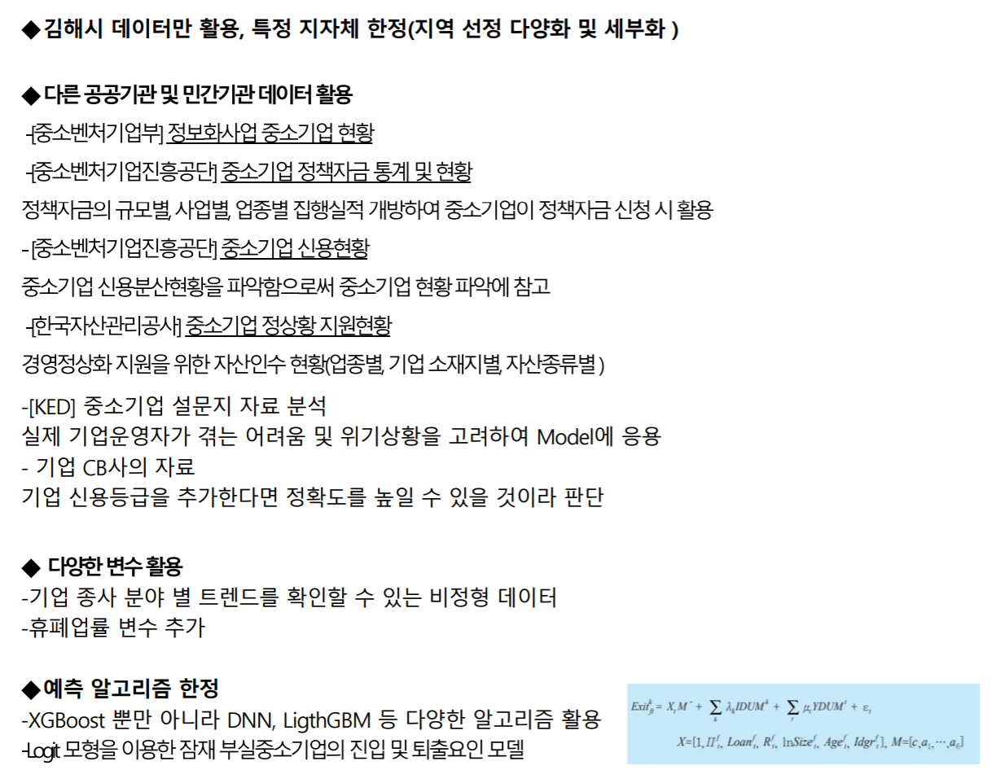 ◆김해시 데이터만 활용, 특정 지자체 한정(지역 선정 다양화 및 세부화 )
◆다른 공공기관 및 민간기관 데이터 활용
-[중소벤처기업부] 정보화사업 중소기업 현황
-[중소벤처기업진흥공단] 중소기업 정책자금 통계 및 현황
정책자금의 규모별, 사업별, 업종별 집행실적 개방하여 중소기업이 정책자금 신청 시 활용
- [중소벤처기업진흥공단] 중소기업 신용현황
중소기업 신용분산현황을 파악함으로써 중소기업 현황 파악에 참고
-[한국자산관리공사] 중소기업 정상황 지원현황
경영정상화 지원을 위한 자산인수 현황(업종별, 기업 소재지별, 자산종류별 )
-[KED] 중소기업 설문지 자료 분석
실제 기업운영자가 겪는 어려움 및 위기상황을 고려하여 Model에 응용
- 기업 CB사의 자료
기업 신용등급을 추가한다면 정확도를 높일 수 있을 것이라 판단
◆ 다양한 변수 활용
-기업 종사 분야 별 트렌드를 확인할 수 있는 비정형 데이터
-휴폐업률 변수 추가
◆예측 알고리즘 한정
-XGBoost 뿐만 아니라 DNN, LigthGBM 등 다양한 알고리즘 활용
-Logit 모형을 이용한 잠재 부실중소기업의 진입 및 퇴출요인 모델
Exit^k_ft = X_t M´ + ∑_k λ_k IDUM^k + ∑_t μ_t YDUM^t + ε_t
X=[1, Π^f_t, Loan^f_t, R^f_t, lnSize^f_t, Age^f_t, Idgr^f_t], M=[c,a_1,⋯,a_6]